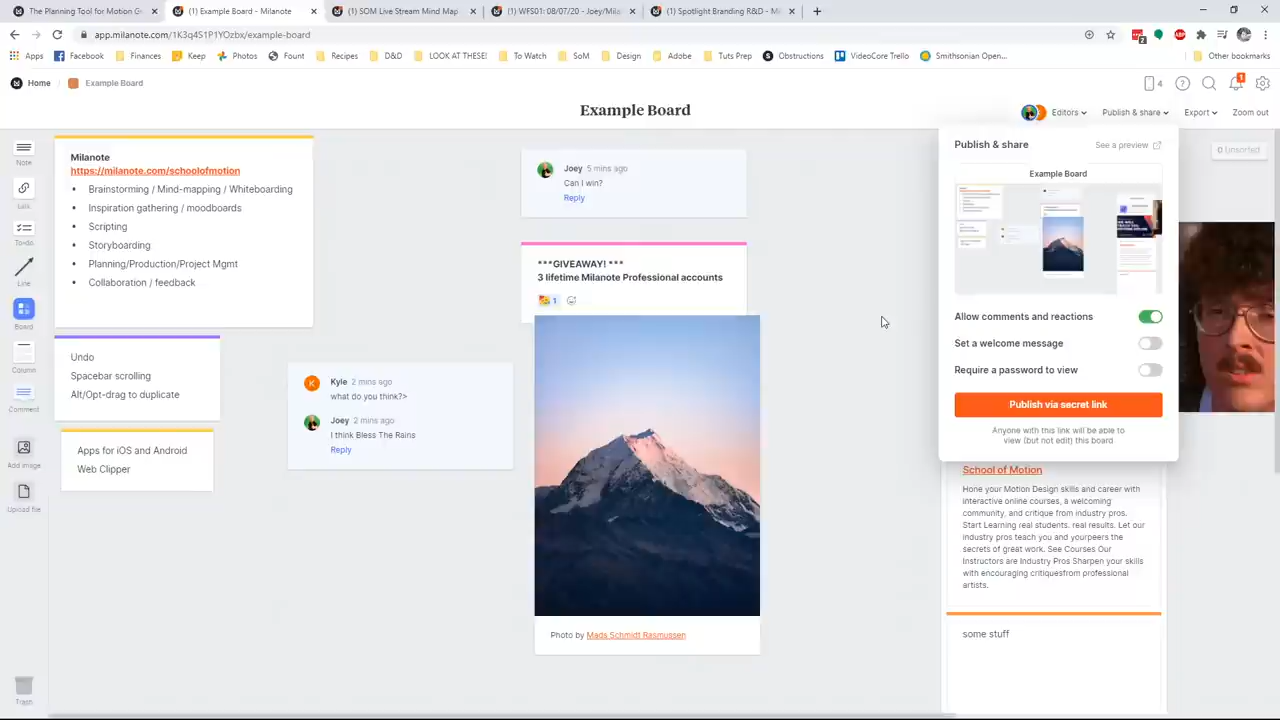 The Planning Tool for Motion G
(1) Example Board - Milanote
(1) SOM Live Stream Mind Map
(1) WFS01: 08/07/20 - Joey/Milan
(1) Spotlight Branding R&D - Mil
app.milanote.com/1K3q4S1P1YOzbx/example-board
Apps
Facebook
Finances
Keep
Photos
Fount
Recipes
D&D
LOOK AT THESE!
To Watch
SoM
Design
Adobe
Tuts Prep
Obstructions
VideoCore Trello
Smithsonian Open...
Other bookmarks
Home
Example Board
4
1
Example Board
Editors
Publish & share
Export
Zoom out
0 Unsorted
Note
Link
To-do
Line
Board
Column
Comment
Add image
Upload file
Trash
Milanote
https://milanote.com/schoolofmotion
• Brainstorming / Mind-mapping / Whiteboarding
• Inspiration gathering / moodboards
• Scripting
• Storyboarding
• Planning/Production/Project Mgmt
• Collaboration / feedback
Undo
Spacebar scrolling
Alt/Opt-drag to duplicate
Apps for iOS and Android
Web Clipper
K
Kyle 2 mins ago
what do you think?>
Joey 2 mins ago
I think Bless The Rains
Reply
Joey 5 mins ago
Can I win?
Reply
***GIVEAWAY! ***
3 lifetime Milanote Professional accounts
1
Photo by Mads Schmidt Rasmussen
Publish & share
See a preview
Example Board
Allow comments and reactions
Set a welcome message
Require a password to view
Publish via secret link
Anyone with this link will be able to
view (but not edit) this board
School of Motion
Hone your Motion Design skills and career with
interactive online courses, a welcoming
community, and critique from industry pros.
Start Learning real students. real results. Let our
industry pros teach you and yourpeers the
secrets of great work. See Courses Our
Instructors are Industry Pros Sharpen your skills
with encouraging critiquesfrom professional
artists.
some stuff